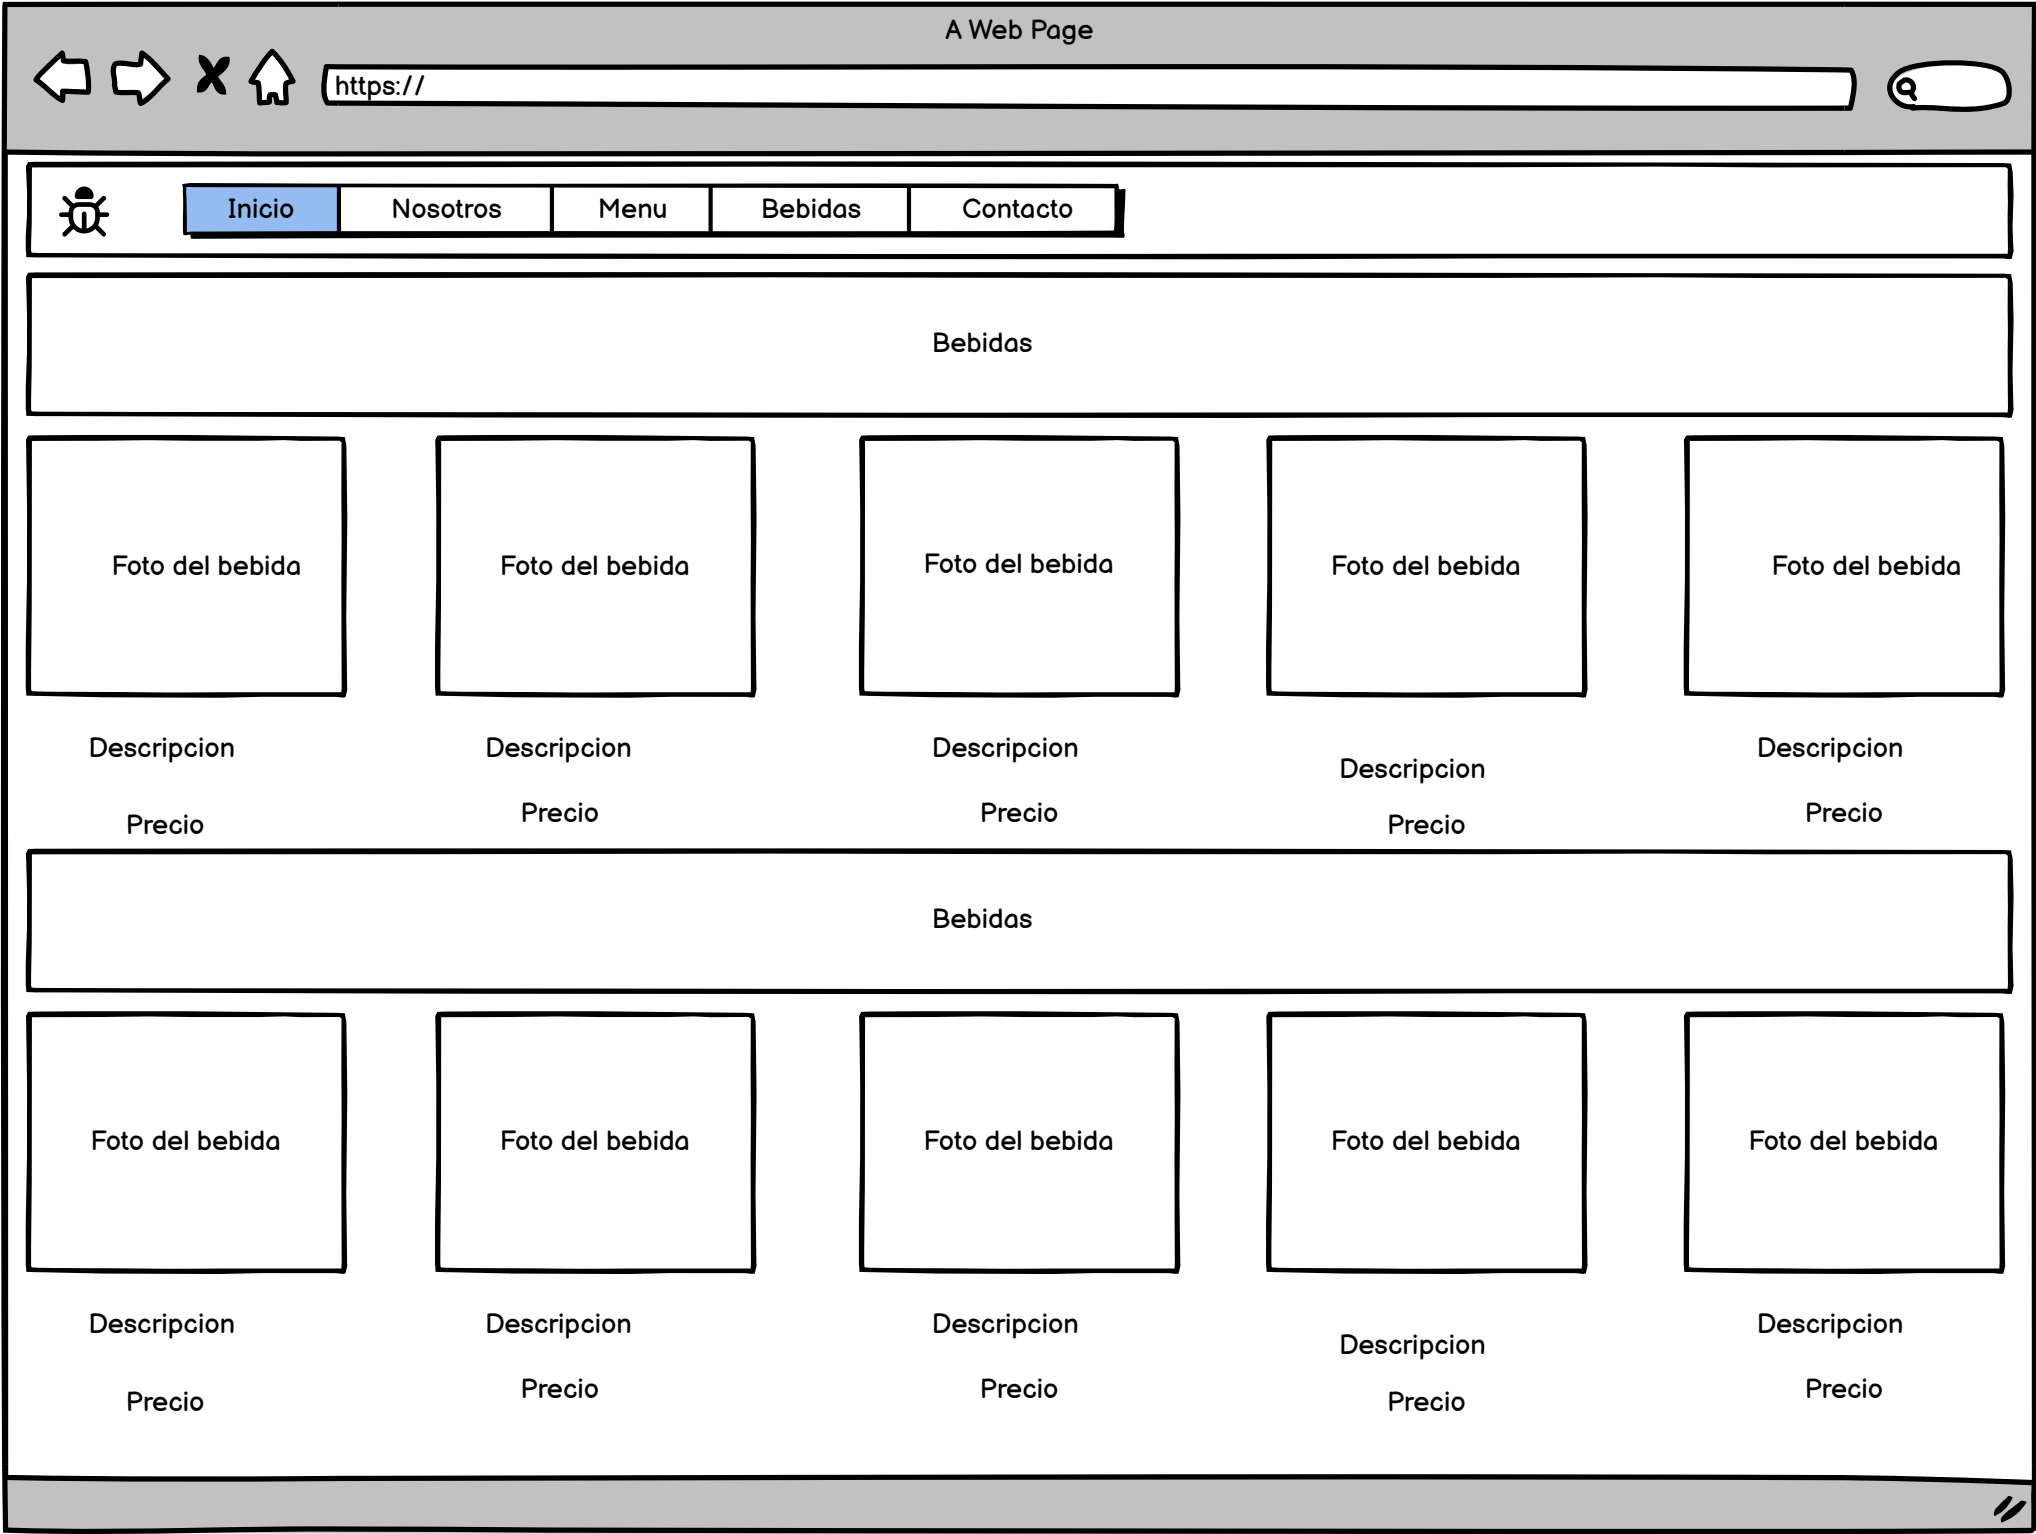 A Web Page
https://
Inicio Nosotros Menu Bebidas Contacto
Bebidas
Foto del bebida Foto del bebida Foto del bebida Foto del bebida Foto del bebida
Descripcion Descripcion Descripcion Descripcion Descripcion
Precio Precio Precio Precio Precio
Bebidas
Foto del bebida Foto del bebida Foto del bebida Foto del bebida Foto del bebida
Descripcion Descripcion Descripcion Descripcion Descripcion
Precio Precio Precio Precio Precio